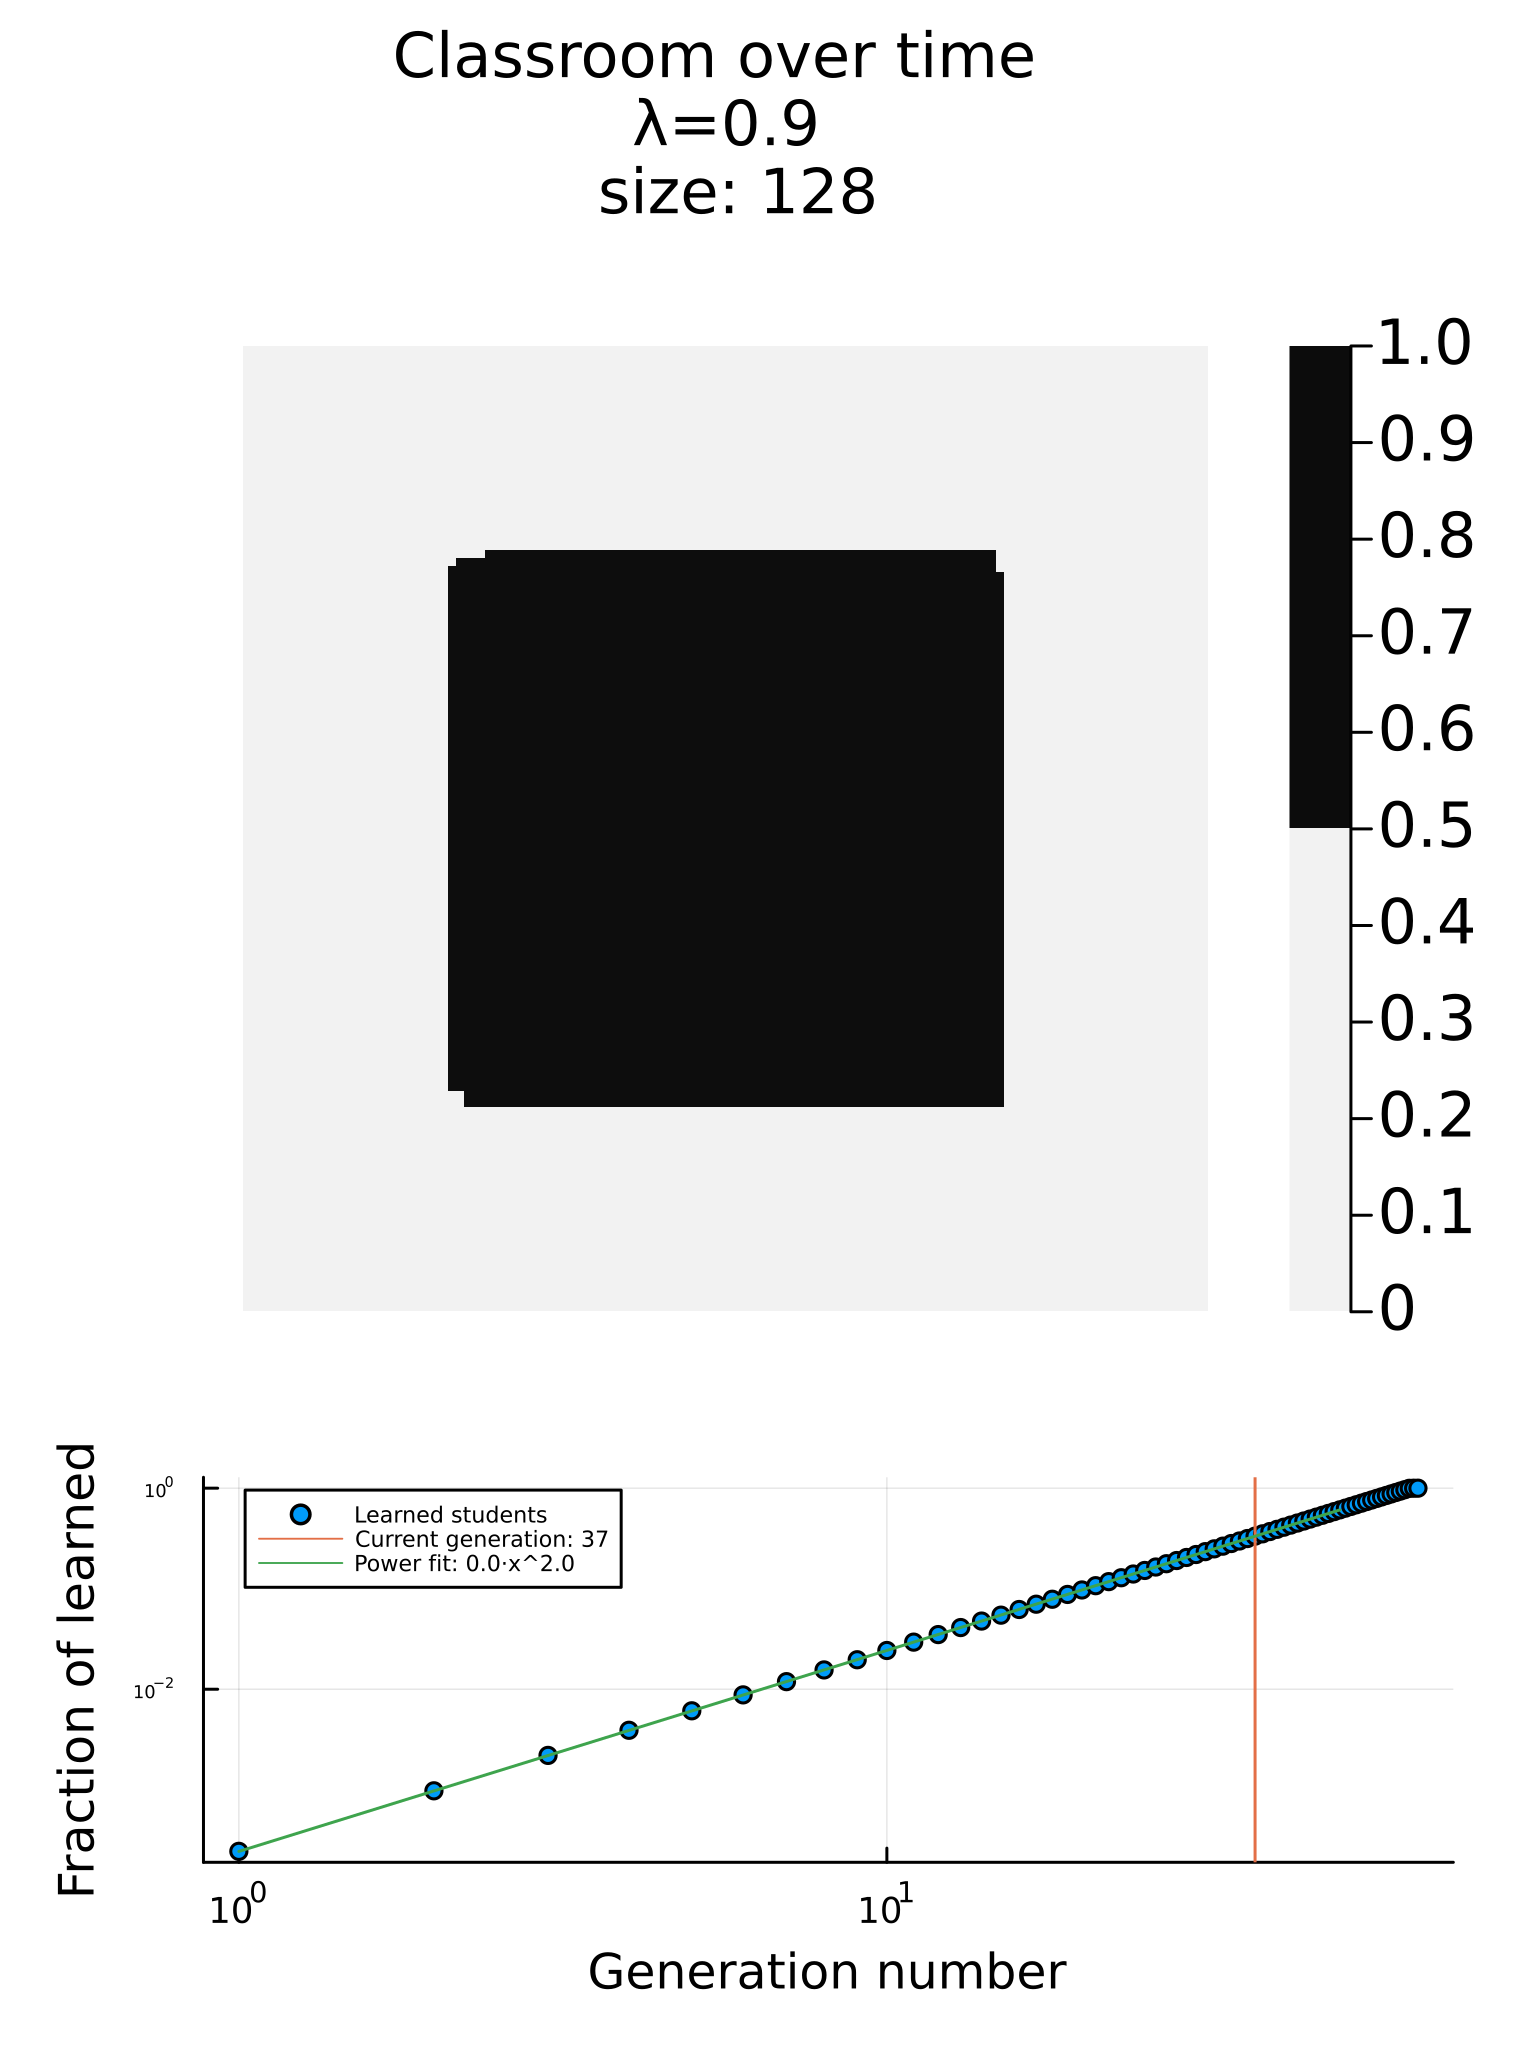 Classroom over time
λ=0.9
size: 128
1.0
0.9
0.8
0.7
0.6
0.5
0.4
0.3
0.2
0.1
0
Fraction of learned
10⁰
10⁻²
Learned students
Current generation: 37
Power fit: 0.0·x^2.0
10⁰
10¹
Generation number